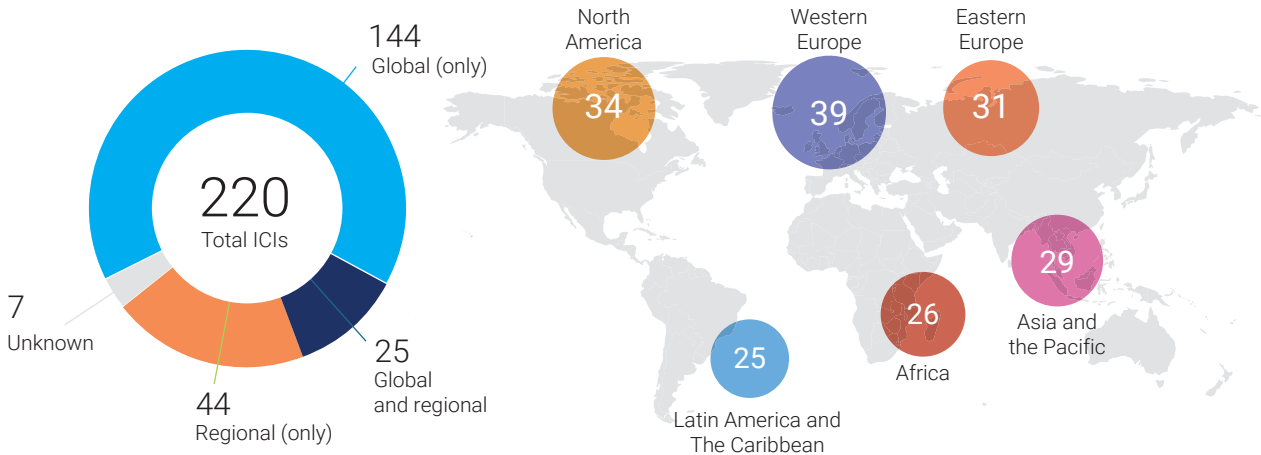 144
Global (only)
220
Total ICIs
7
Unknown
25
Global
and regional
44
Regional (only)
North
America
34
Western
Europe
39
Eastern
Europe
31
29
Asia and
the Pacific
26
Africa
25
Latin America and
The Caribbean